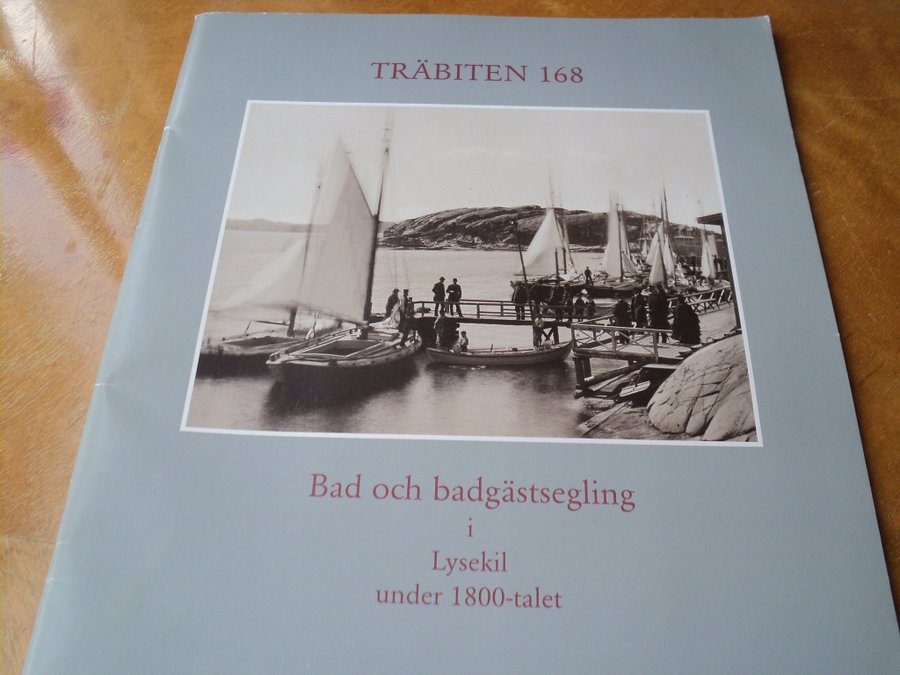 TRÄBITEN 168
Bad och badgästsegling
i
Lysekil
under 1800-talet